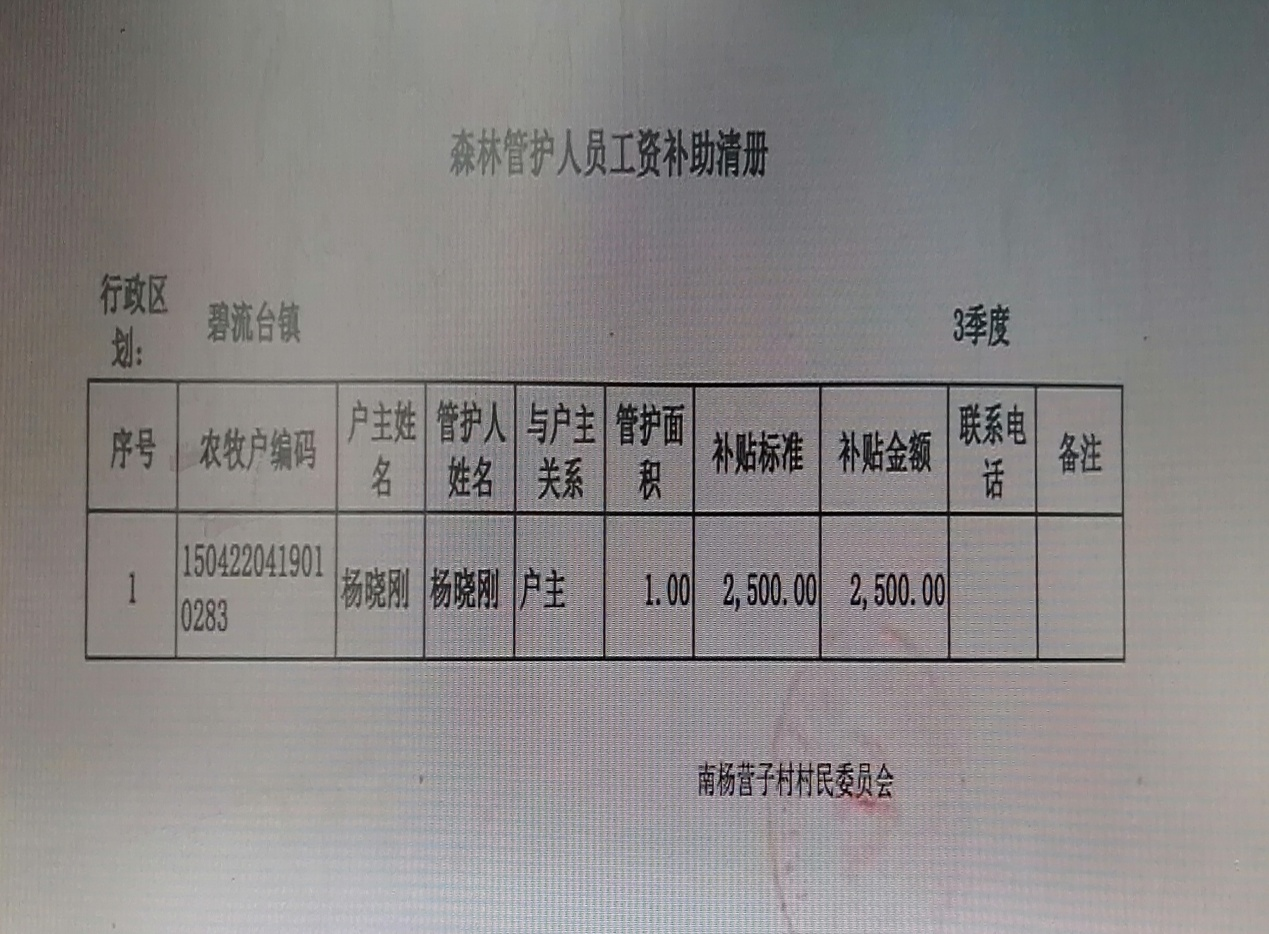 森林管护人员工资补助清册
行政区
划:
碧流台镇
3季度
序号 农牧户编码 户主姓名 管护人姓名 与户主关系 管护面积 补贴标准 补贴金额 联系电话 备注
1 1504220419010283 杨晓刚 杨晓刚 户主 1.00 2,500.00 2,500.00
南杨营子村村民委员会